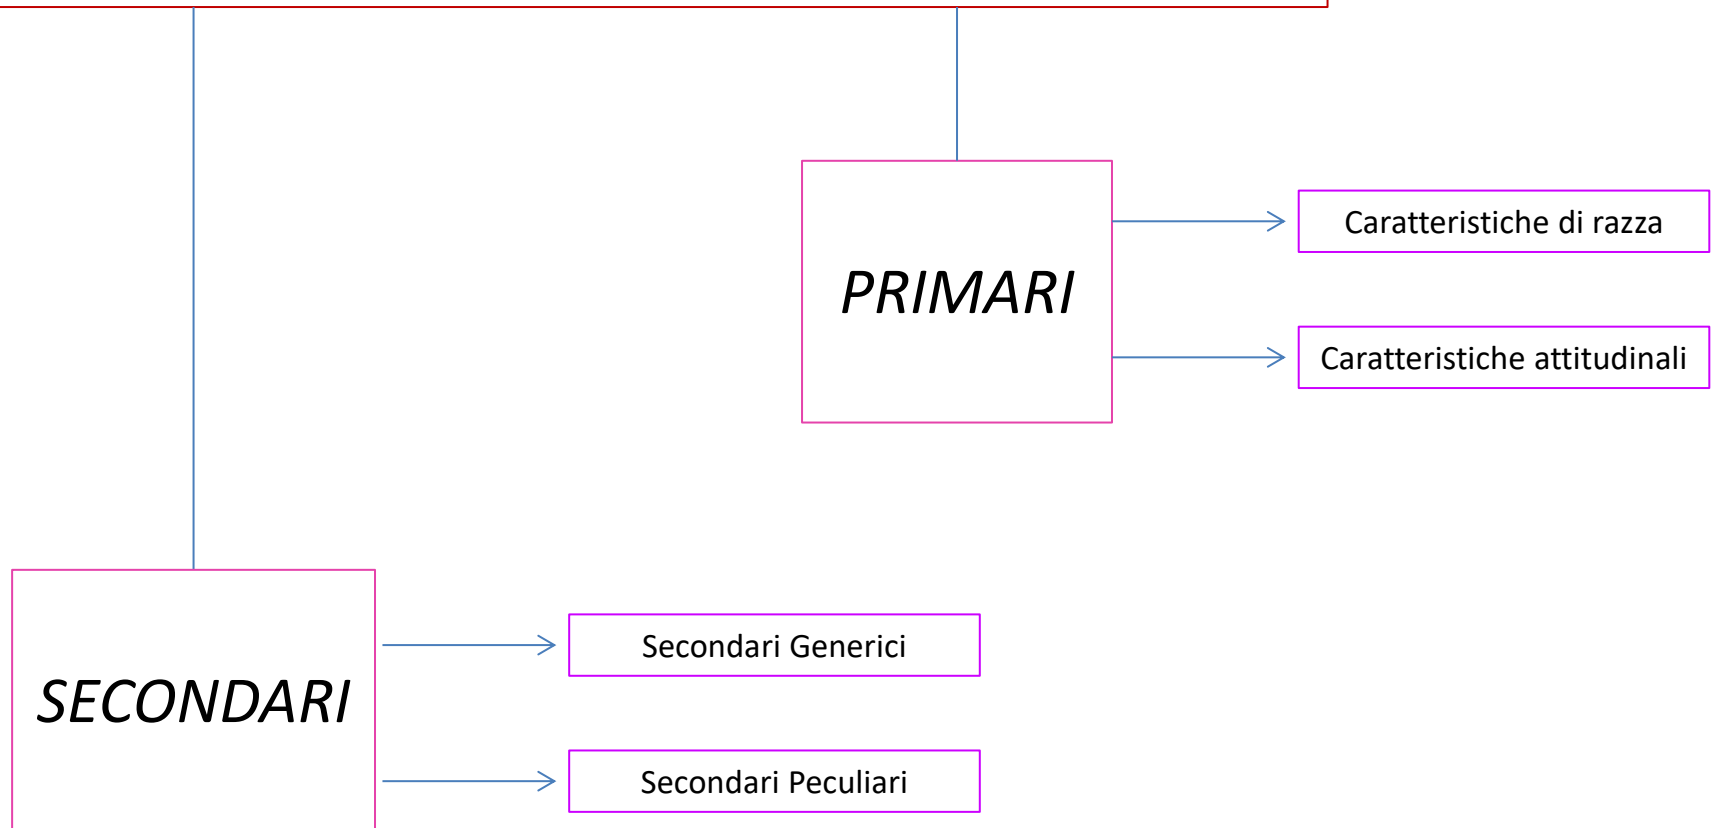 PRIMARI
Caratteristiche di razza
Caratteristiche attitudinali
SECONDARI
Secondari Generici
Secondari Peculiari